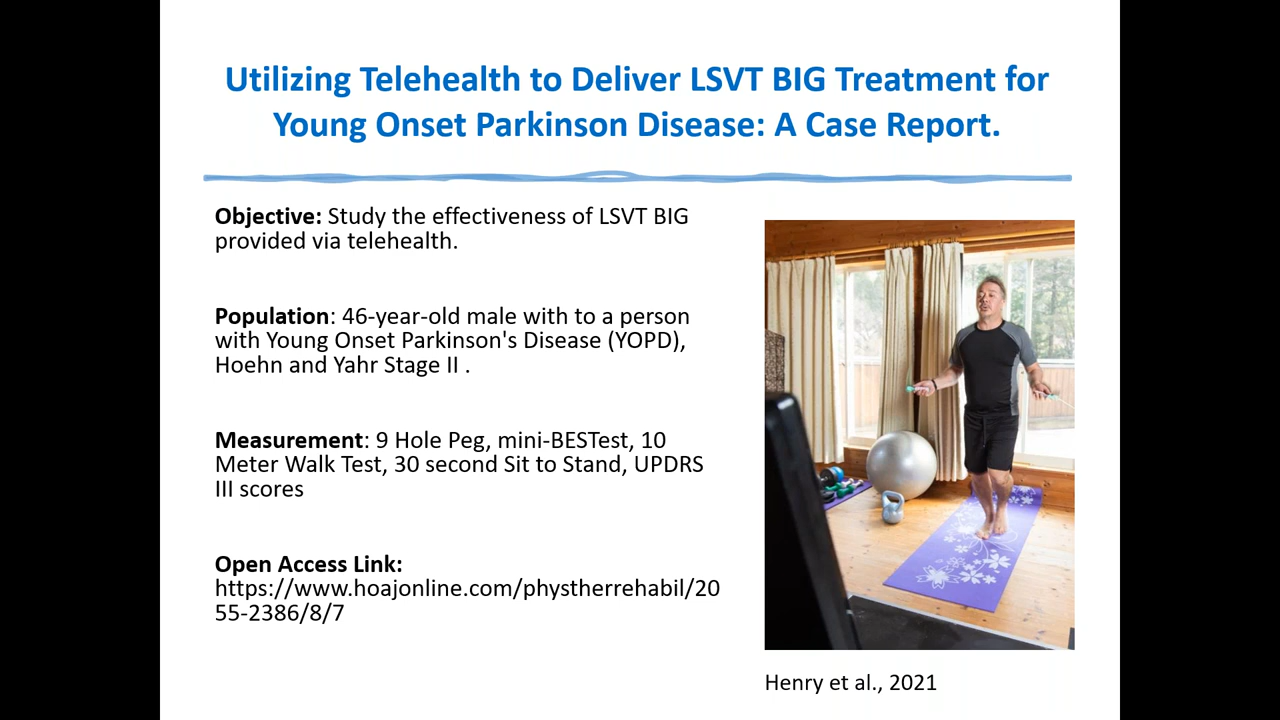 Utilizing Telehealth to Deliver LSVT BIG Treatment for
Young Onset Parkinson Disease: A Case Report.
Objective: Study the effectiveness of LSVT BIG
provided via telehealth.
Population: 46-year-old male with to a person
with Young Onset Parkinson's Disease (YOPD),
Hoehn and Yahr Stage II .
Measurement: 9 Hole Peg, mini-BESTest, 10
Meter Walk Test, 30 second Sit to Stand, UPDRS
III scores
Open Access Link:
https://www.hoajonline.com/phystherrehabil/20
55-2386/8/7
Henry et al., 2021